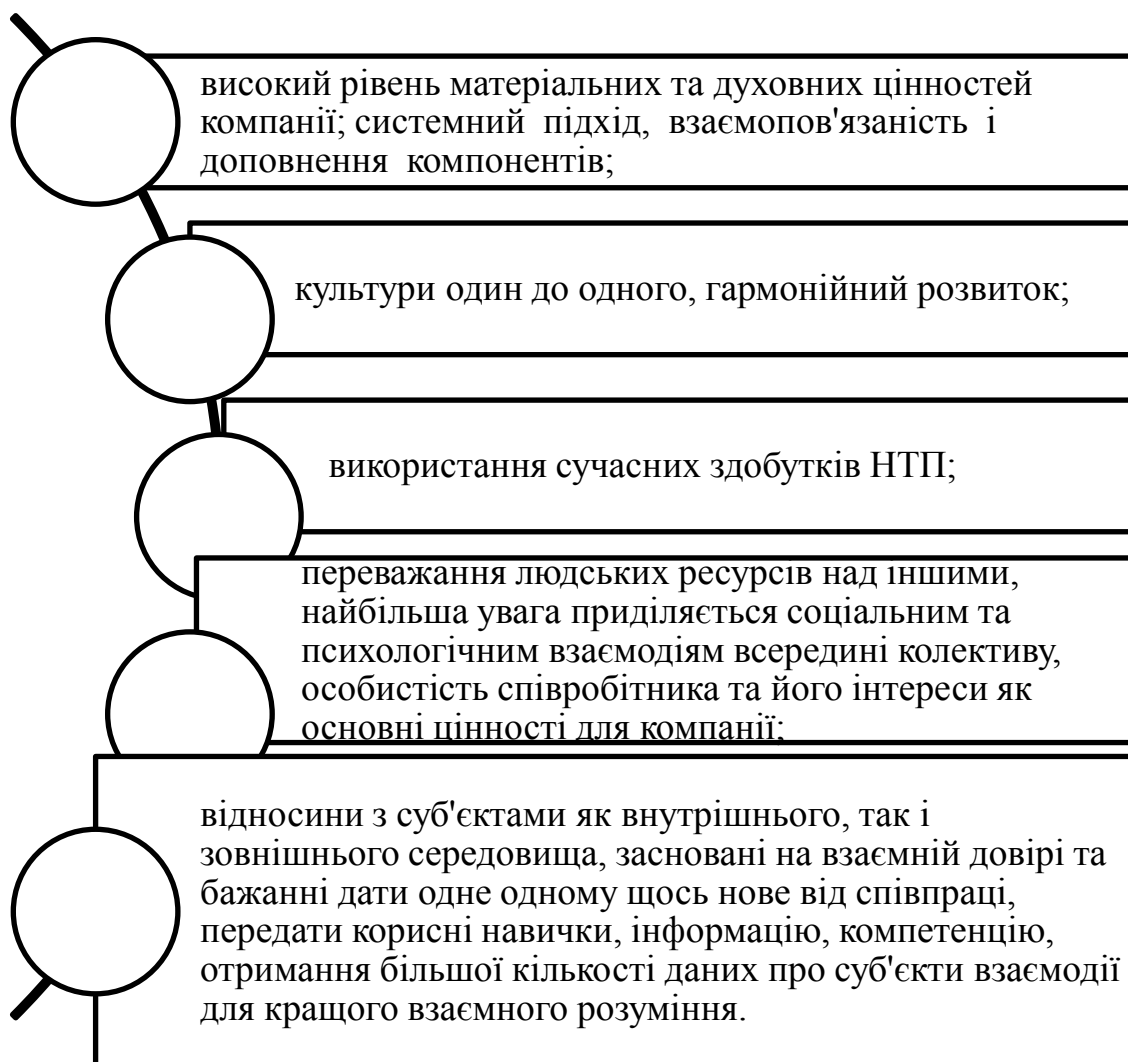 високий рівень матеріальних та духовних цінностей
компанії; системний підхід, взаємопов'язаність і
доповнення компонентів;
культури один до одного, гармонійний розвиток;
використання сучасних здобутків НТП;
переважання людських ресурсів над іншими,
найбільша увага приділяється соціальним та
психологічним взаємодіям всередині колективу,
особистість співробітника та його інтереси як
основні цінності для компанії;
відносини з суб'єктами як внутрішнього, так і
зовнішнього середовища, засновані на взаємній довірі та
бажанні дати одне одному щось нове від співпраці,
передати корисні навички, інформацію, компетенцію,
отримання більшої кількості даних про суб'єкти взаємодії
для кращого взаємного розуміння.